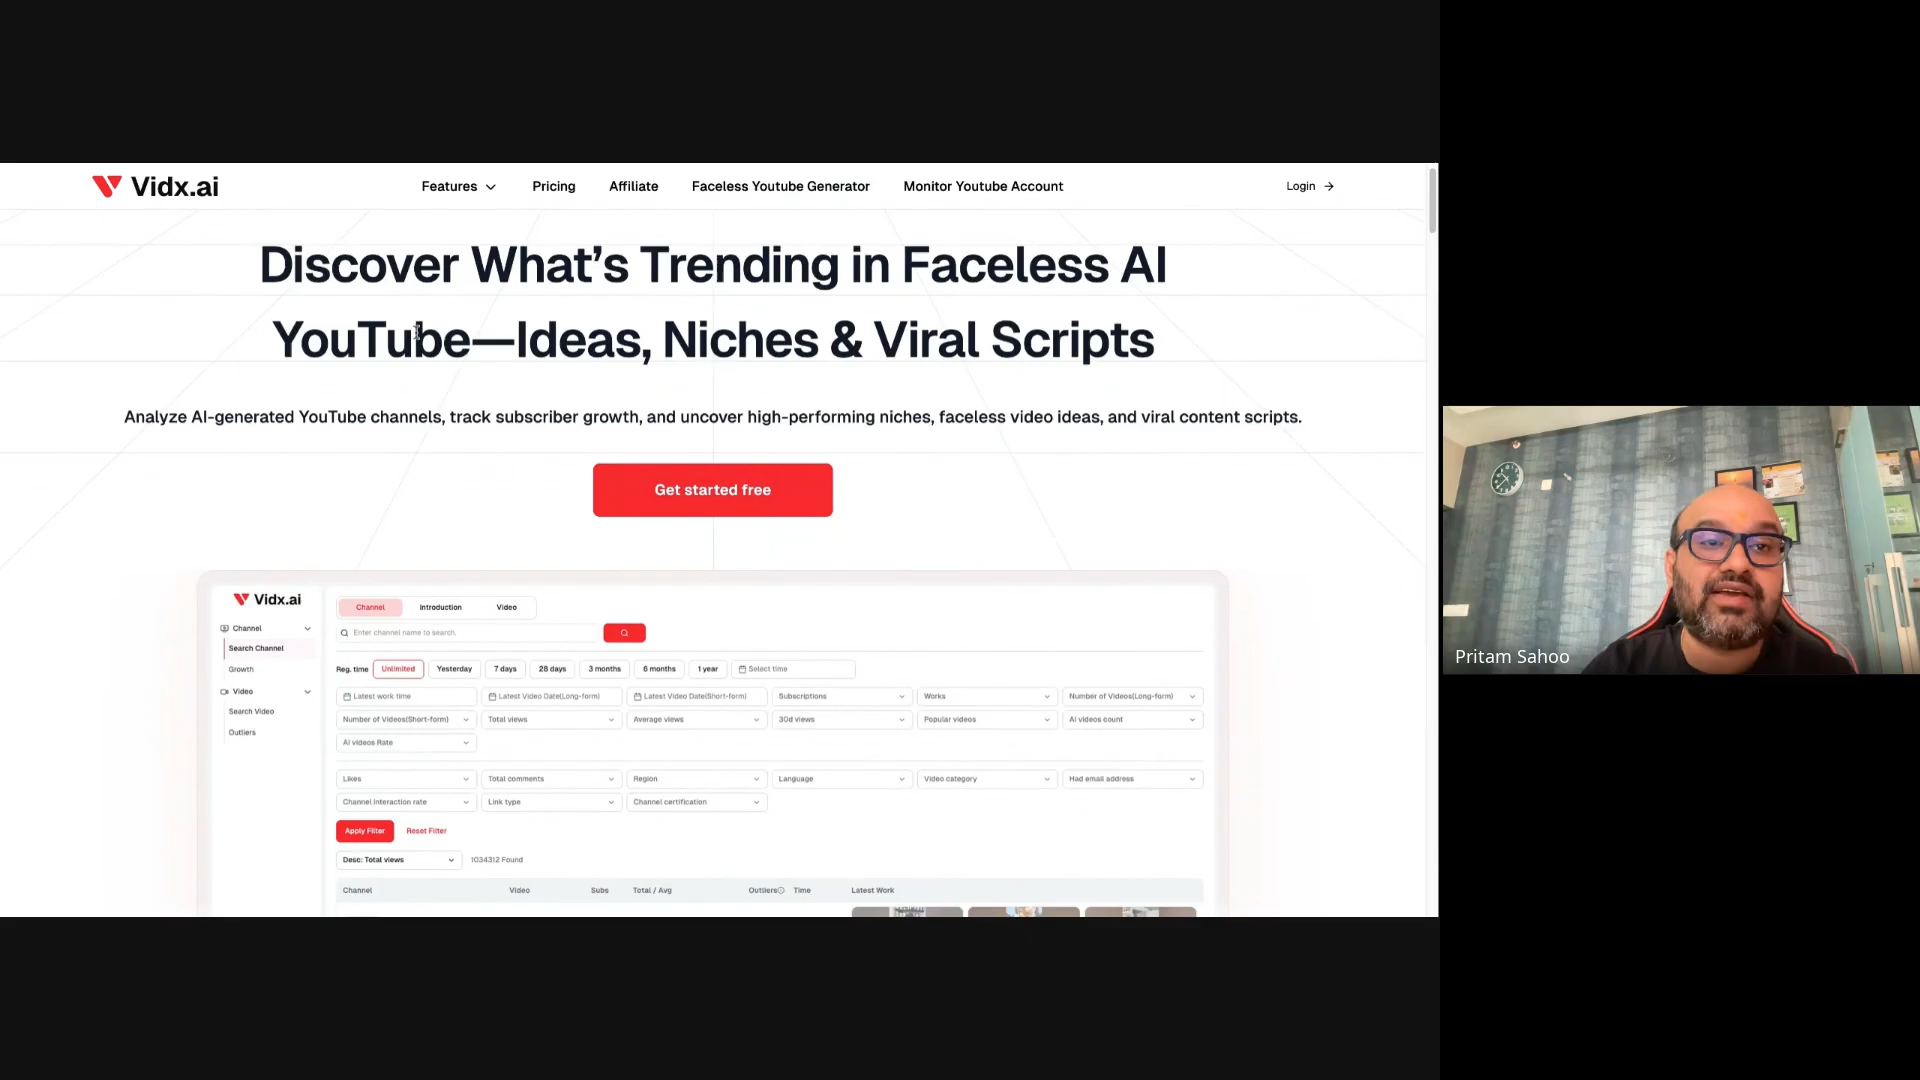 Vidx.ai
Features Pricing Affiliate Faceless Youtube Generator Monitor Youtube Account Login
Discover What's Trending in Faceless AI
YouTube—Ideas, Niches & Viral Scripts
Analyze AI-generated YouTube channels, track subscriber growth, and uncover high-performing niches, faceless video ideas, and viral content scripts.
Get started free
Vidx.ai
Channel
Search Channel
Growth
Video
Search Video
Outliers
Channel Introduction Video
Enter channel name to search.
Reg. time Unlimited Yesterday 7 days 28 days 3 months 6 months 1 year Select time
Latest work time Latest Video Date(Long-form) Latest Video Date(Short-form) Subscriptions Works Number of Videos(Long-form)
Number of Videos(Short-form) Total views Average views 30d views Popular videos AI videos count
AI videos Rate
Likes Total comments Region Language Video category Had email address
Channel interaction rate Link type Channel certification
Apply Filter Reset Filter
Desc: Total views 1034312 Found
Channel Video Subs Total / Avg Outliers Time Latest Work
Pritam Sahoo